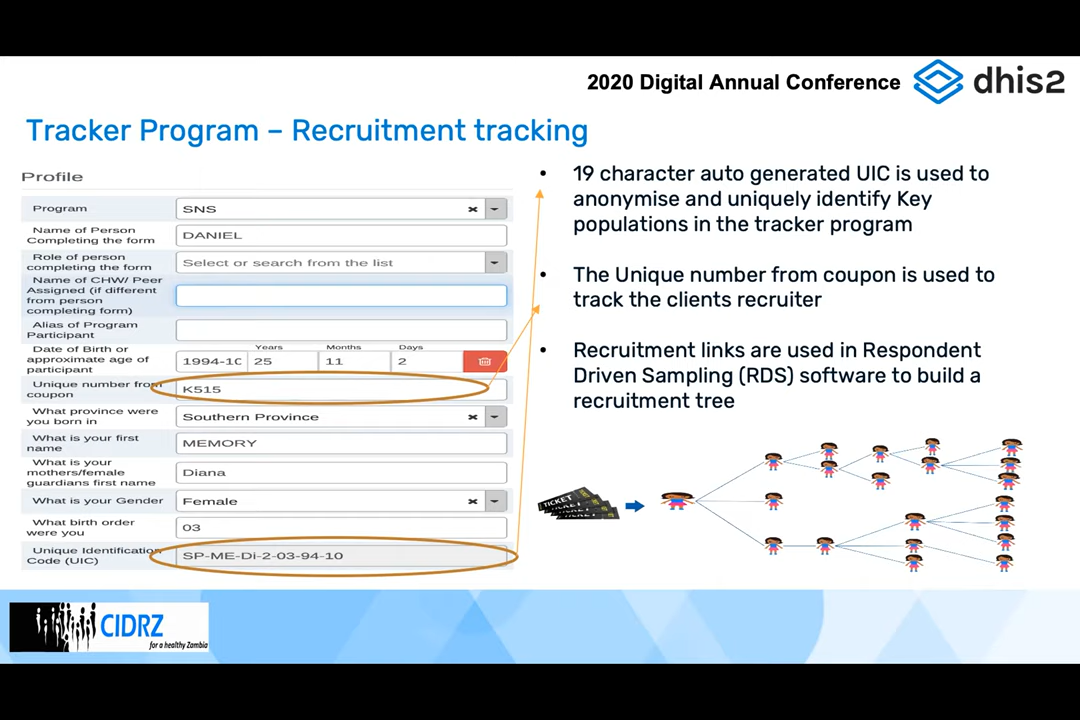 2020 Digital Annual Conference
dhis2
Tracker Program – Recruitment tracking
Profile
Program
SNS
Name of Person
Completing the form
DANIEL
Role of person
completing the form
Select or search from the list
Name of CHW/ Peer
Assigned (if different
from person
completing form)
Alias of Program
Participant
Date of Birth or
approximate age of
participant
Years
Months
Days
1994-1C
25
11
2
Unique number from
coupon
K515
What province were
you born in
Southern Province
What is your first
name
MEMORY
What is your
mothers/female
guardians first name
Diana
What is your Gender
Female
What birth order
were you
03
Unique Identification
Code (UIC)
SP-ME-Di-2-03-94-10
• 19 character auto generated UIC is used to
anonymise and uniquely identify Key
populations in the tracker program
• The Unique number from coupon is used to
track the clients recruiter
• Recruitment links are used in Respondent
Driven Sampling (RDS) software to build a
recruitment tree
TICKET
CIDRZ
for a healthy Zambia